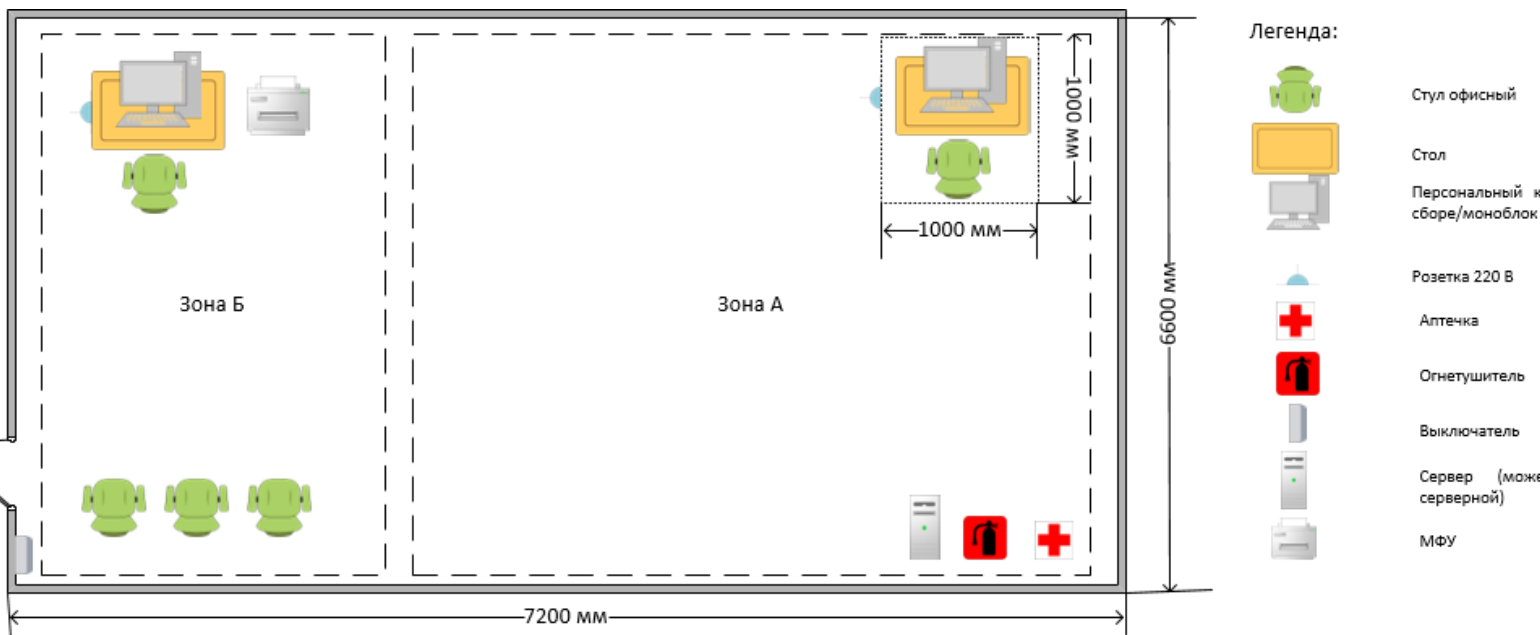 Легенда:
1000 мм
Стул офисный
Стол
Персональный к
сборе/моноблок
1000 мм
Розетка 220 В
Зона Б
Зона А
6600 мм
Аптечка
Огнетушитель
Выключатель
Сервер (може
серверной)
МФУ
7200 мм